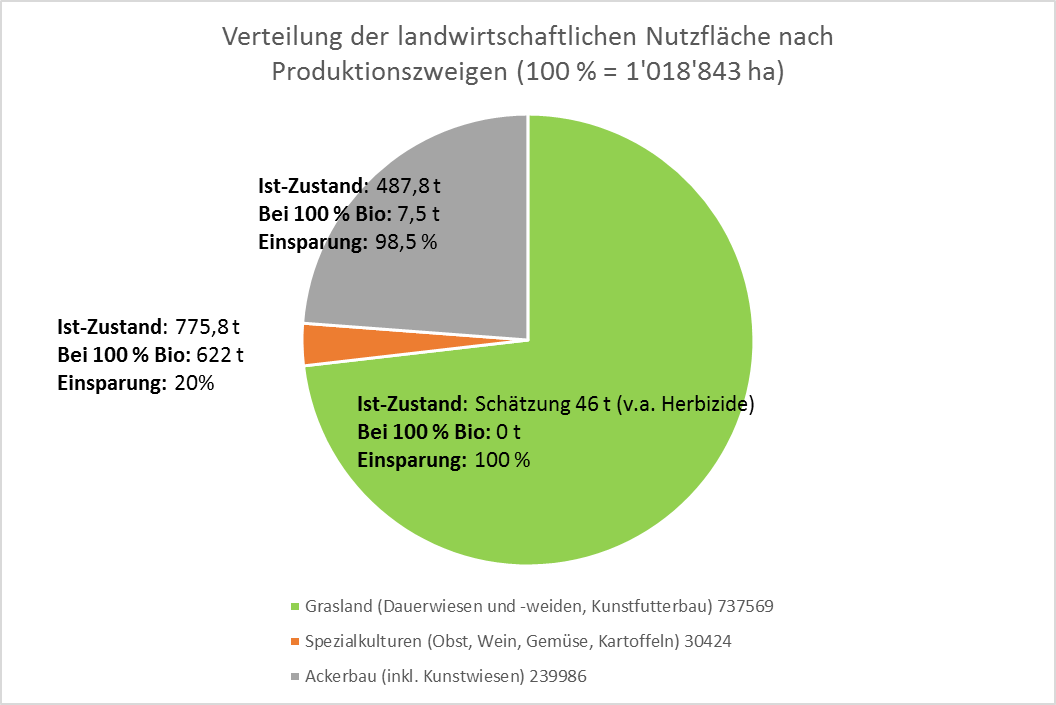 Verteilung der landwirtschaftlichen Nutzfläche nach
Produktionszweigen (100 % = 1'018'843 ha)
Ist-Zustand: 487,8 t
Bei 100 % Bio: 7,5 t
Einsparung: 98,5 %
Ist-Zustand: 775,8 t
Bei 100 % Bio: 622 t
Einsparung: 20%
Ist-Zustand: Schätzung 46 t (v.a. Herbizide)
Bei 100 % Bio: 0 t
Einsparung: 100 %
Grasland (Dauerwiesen und -weiden, Kunstfutterbau) 737569
Spezialkulturen (Obst, Wein, Gemüse, Kartoffeln) 30424
Ackerbau (inkl. Kunstwiesen) 239986